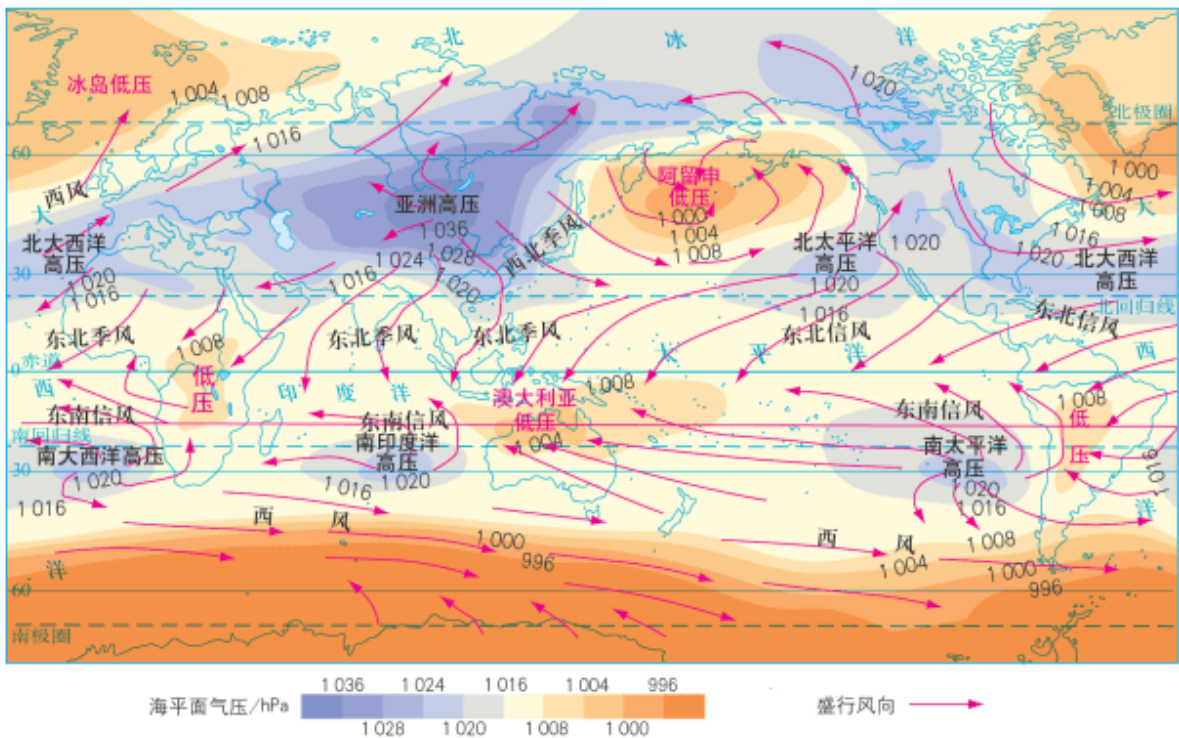 北 冰 洋
冰岛低压
1 004
1 008
1 020
北极圈
1 016
60
阿留申
低压
1 000
1 004
1 008
1 000
1 004
1 008
西风
大
大
亚洲高压
1 036
1 028
1 024
1 020
1 016
西北季风
北大西洋
高压
1 020
1 016
北太平洋
高压
1 020
1 016
1 020
1 016
1 020
北大西洋
高压
30
北回归线
东北季风
东北季风
东北季风
东北信风
东北信风
1 008
低
压
赤道
0
太 平 洋
西
西
印 度 洋
1 008
澳大利亚
低压
1 004
东南信风
东南信风
东南信风
1 008
低
压
南回归线
南大西洋高压
1 020
1 016
南印度洋
高压
1 016
1 020
南太平洋
高压
1 020
1 016
1 016
30
西 风
西 风
洋
洋
1 000
996
1 008
1 004
1 000
996
60
南极圈
海平面气压/hPa
1 036 1 024 1 016 1 004 996
1 028 1 020 1 008 1 000
盛行风向